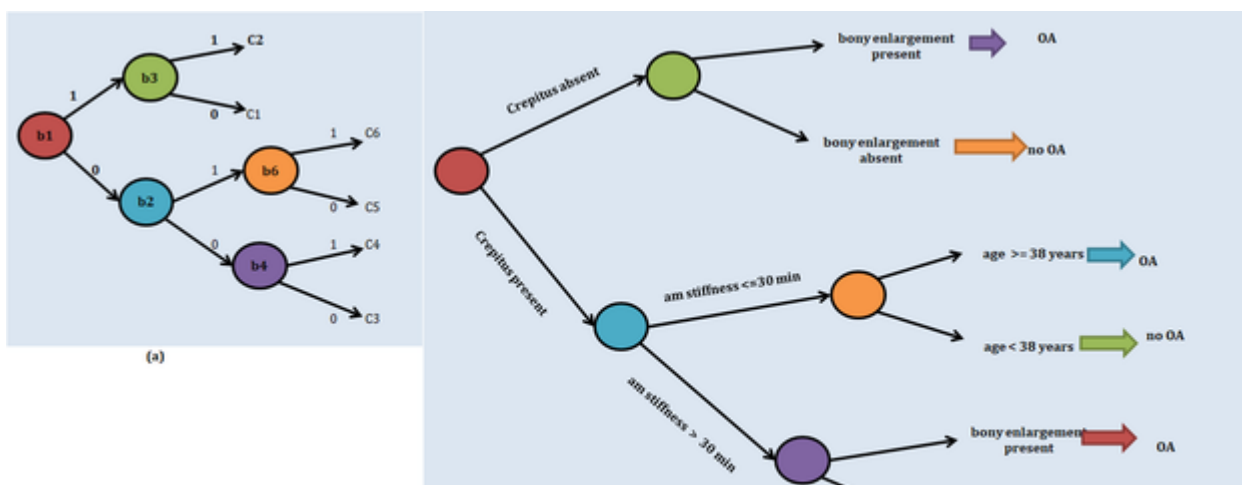 1
C2
b3
1
0
C1
b1
0
1
C6
b6
1
b2
0
C5
0
1
C4
b4
0
C3
(a)
Crepitus absent
bony enlargement
present
OA
bony enlargement
absent
no OA
Crepitus present
am stiffness <=30 min
age >= 38 years
OA
age < 38 years
no OA
am stiffness > 30 min
bony enlargement
present
OA